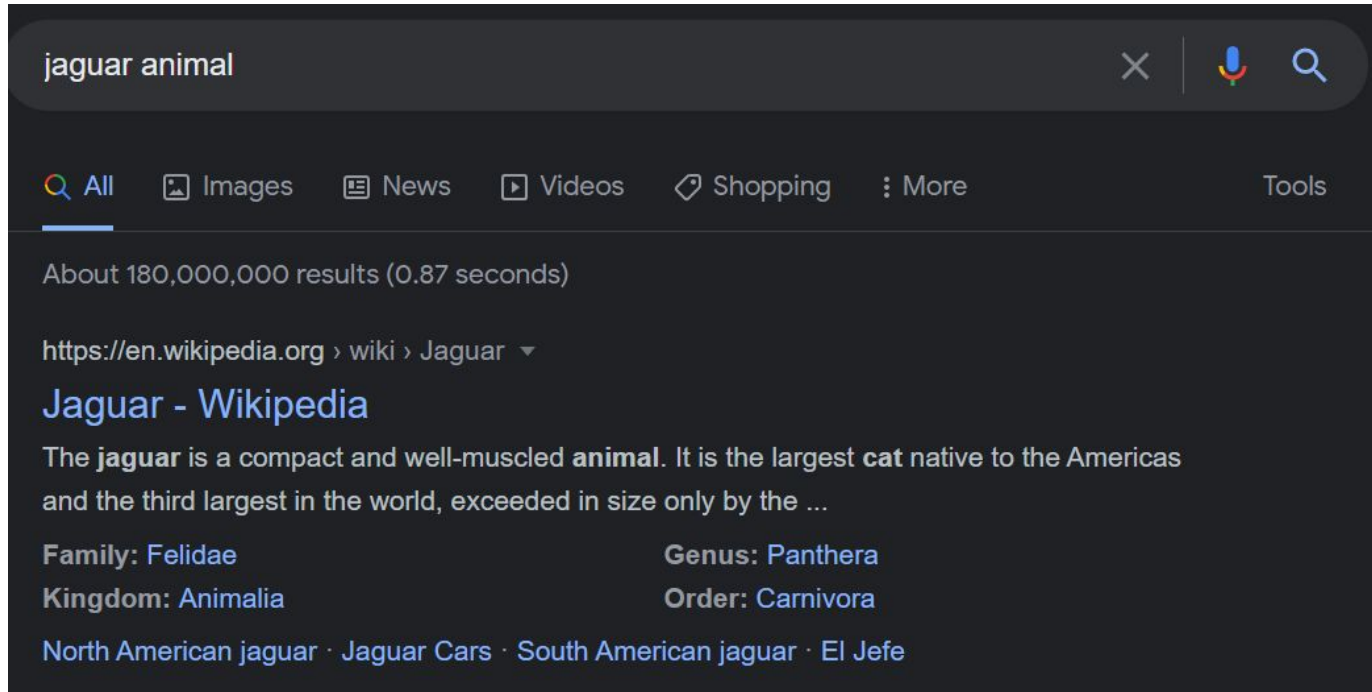 jaguar animal
All Images News Videos Shopping More Tools
About 180,000,000 results (0.87 seconds)
https://en.wikipedia.org › wiki › Jaguar
Jaguar - Wikipedia
The jaguar is a compact and well-muscled animal. It is the largest cat native to the Americas
and the third largest in the world, exceeded in size only by the ...
Family: Felidae Genus: Panthera
Kingdom: Animalia Order: Carnivora
North American jaguar · Jaguar Cars · South American jaguar · El Jefe